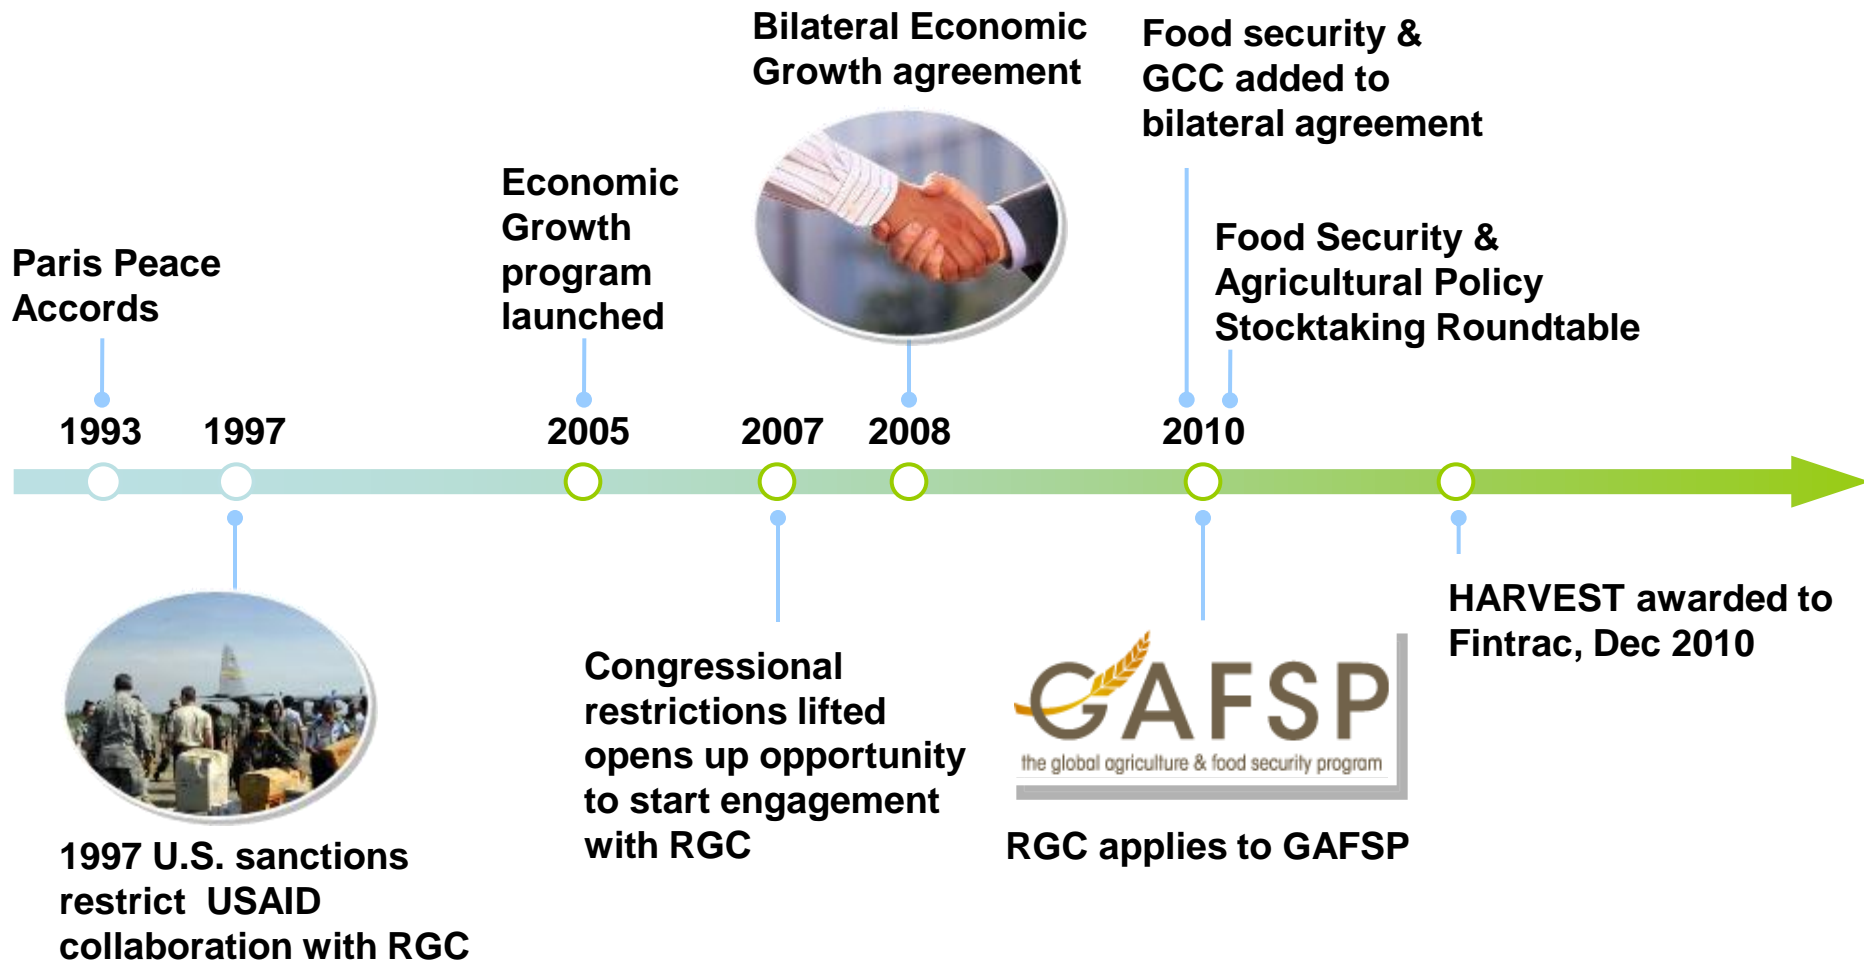 Bilateral Economic
Growth agreement
Food security &
GCC added to
bilateral agreement
Economic
Growth
program
launched
Food Security &
Agricultural Policy
Stocktaking Roundtable
Paris Peace
Accords
1993
1997
2005
2007
2008
2010
HARVEST awarded to
Fintrac, Dec 2010
Congressional
restrictions lifted
opens up opportunity
to start engagement
with RGC
GAFSP
the global agriculture & food security program
RGC applies to GAFSP
1997 U.S. sanctions
restrict  USAID
collaboration with RGC